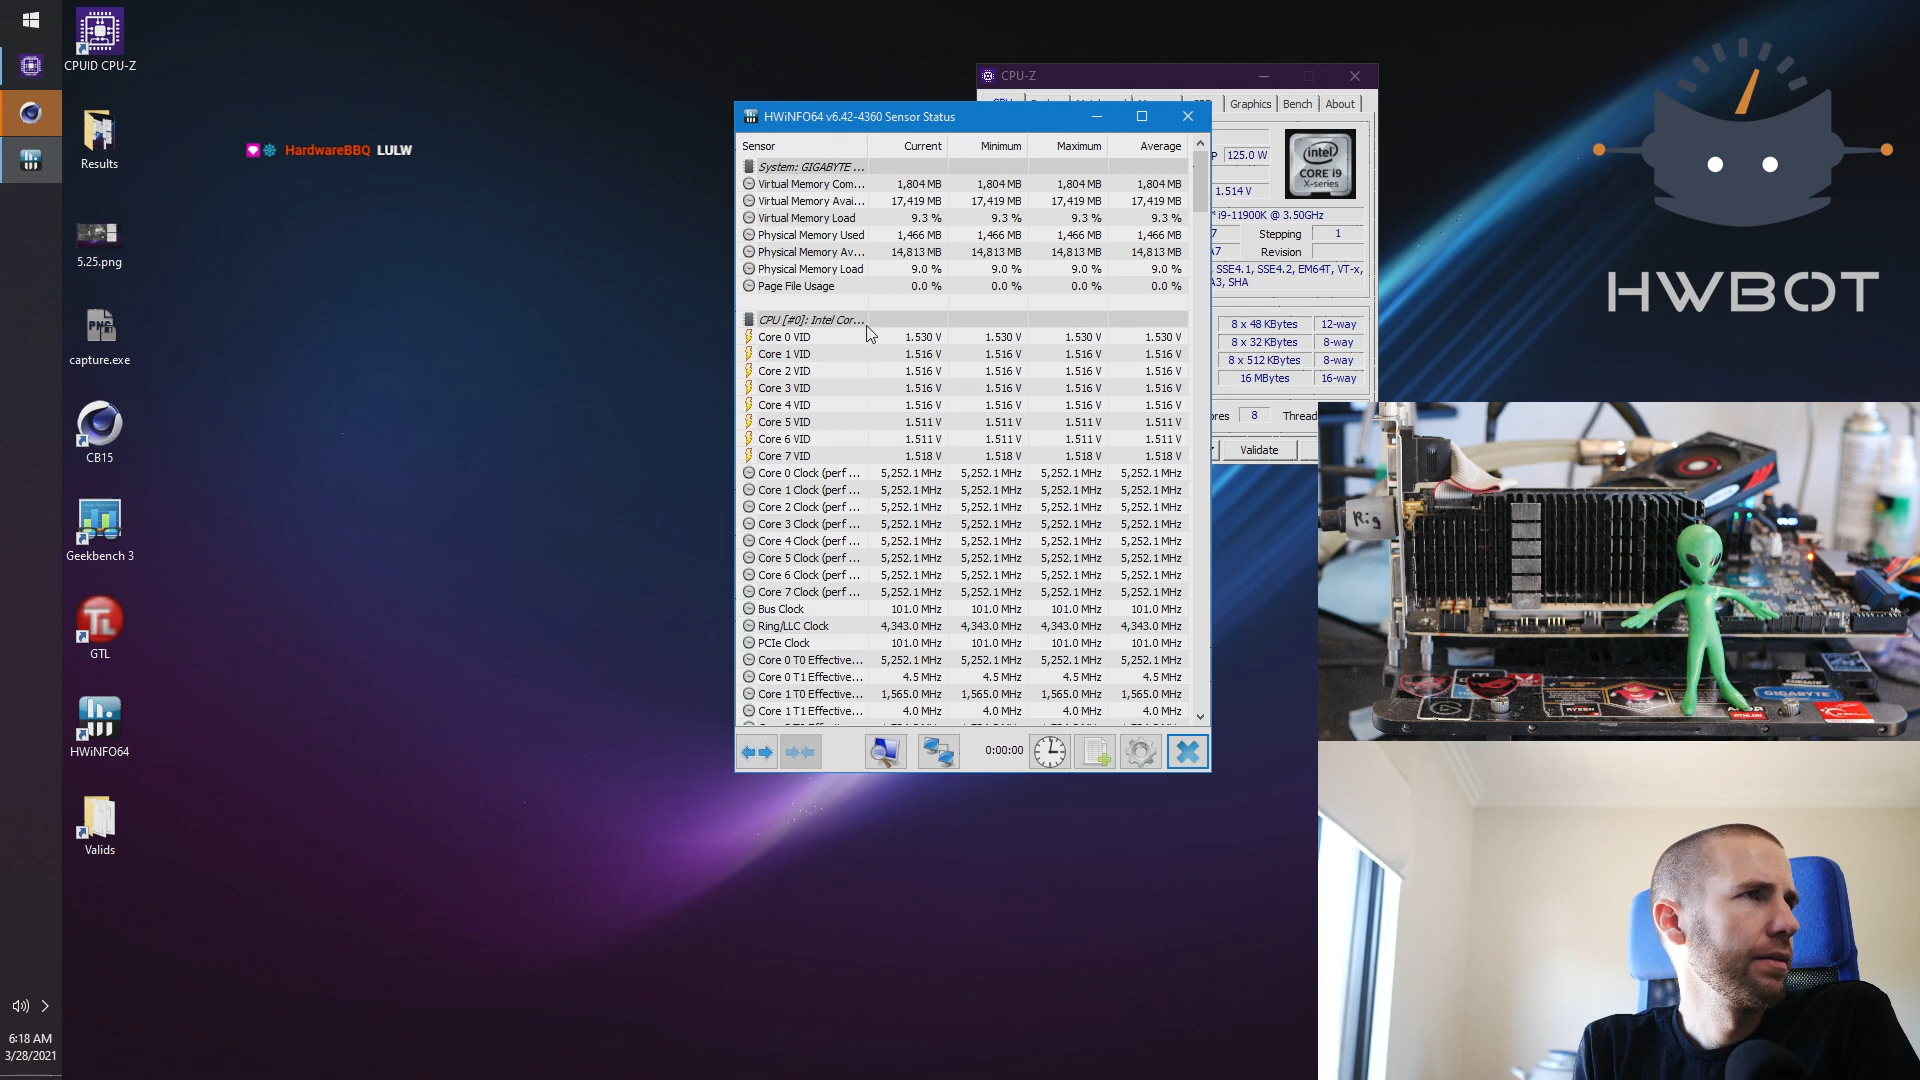 CPUID CPU-Z
Results
5.25.png
capture.exe
CB15
Geekbench 3
GTL
HWiNFO64
Valids
6:18 AM
3/28/2021
HardwareBBQ LULW
CPU-Z
Graphics Bench About
125.0 W
1.514 V
i9-11900K @ 3.50GHz
Stepping 1
Revision
SSE4.1, SSE4.2, EM64T, VT-x,
SHA
8 x 48 KBytes 12-way
8 x 32 KBytes 8-way
8 x 512 KBytes 8-way
16 MBytes 16-way
8
Validate
intel
CORE i9
X-series
HWiNFO64 v6.42-4360 Sensor Status
Sensor Current Minimum Maximum Average
System: GIGABYTE ...
Virtual Memory Com... 1,804 MB 1,804 MB 1,804 MB 1,804 MB
Virtual Memory Avai... 17,419 MB 17,419 MB 17,419 MB 17,419 MB
Virtual Memory Load 9.3 % 9.3 % 9.3 % 9.3 %
Physical Memory Used 1,466 MB 1,466 MB 1,466 MB 1,466 MB
Physical Memory Av... 14,813 MB 14,813 MB 14,813 MB 14,813 MB
Physical Memory Load 9.0 % 9.0 % 9.0 % 9.0 %
Page File Usage 0.0 % 0.0 % 0.0 % 0.0 %
CPU [#0]: Intel Cor...
Core 0 VID 1.530 V 1.530 V 1.530 V 1.530 V
Core 1 VID 1.516 V 1.516 V 1.516 V 1.516 V
Core 2 VID 1.516 V 1.516 V 1.516 V 1.516 V
Core 3 VID 1.516 V 1.516 V 1.516 V 1.516 V
Core 4 VID 1.516 V 1.516 V 1.516 V 1.516 V
Core 5 VID 1.511 V 1.511 V 1.511 V 1.511 V
Core 6 VID 1.511 V 1.511 V 1.511 V 1.511 V
Core 7 VID 1.518 V 1.518 V 1.518 V 1.518 V
Core 0 Clock (perf ... 5,252.1 MHz 5,252.1 MHz 5,252.1 MHz 5,252.1 MHz
Core 1 Clock (perf ... 5,252.1 MHz 5,252.1 MHz 5,252.1 MHz 5,252.1 MHz
Core 2 Clock (perf ... 5,252.1 MHz 5,252.1 MHz 5,252.1 MHz 5,252.1 MHz
Core 3 Clock (perf ... 5,252.1 MHz 5,252.1 MHz 5,252.1 MHz 5,252.1 MHz
Core 4 Clock (perf ... 5,252.1 MHz 5,252.1 MHz 5,252.1 MHz 5,252.1 MHz
Core 5 Clock (perf ... 5,252.1 MHz 5,252.1 MHz 5,252.1 MHz 5,252.1 MHz
Core 6 Clock (perf ... 5,252.1 MHz 5,252.1 MHz 5,252.1 MHz 5,252.1 MHz
Core 7 Clock (perf ... 5,252.1 MHz 5,252.1 MHz 5,252.1 MHz 5,252.1 MHz
Bus Clock 101.0 MHz 101.0 MHz 101.0 MHz 101.0 MHz
Ring/LLC Clock 4,343.0 MHz 4,343.0 MHz 4,343.0 MHz 4,343.0 MHz
PCIe Clock 101.0 MHz 101.0 MHz 101.0 MHz 101.0 MHz
Core 0 T0 Effective... 5,252.1 MHz 5,252.1 MHz 5,252.1 MHz 5,252.1 MHz
Core 0 T1 Effective... 4.5 MHz 4.5 MHz 4.5 MHz 4.5 MHz
Core 1 T0 Effective... 1,565.0 MHz 1,565.0 MHz 1,565.0 MHz 1,565.0 MHz
Core 1 T1 Effective... 4.0 MHz 4.0 MHz 4.0 MHz 4.0 MHz
0:00:00
HWBOT
Rig
GIGABYTE
RYZEN
AMD
ATHLON